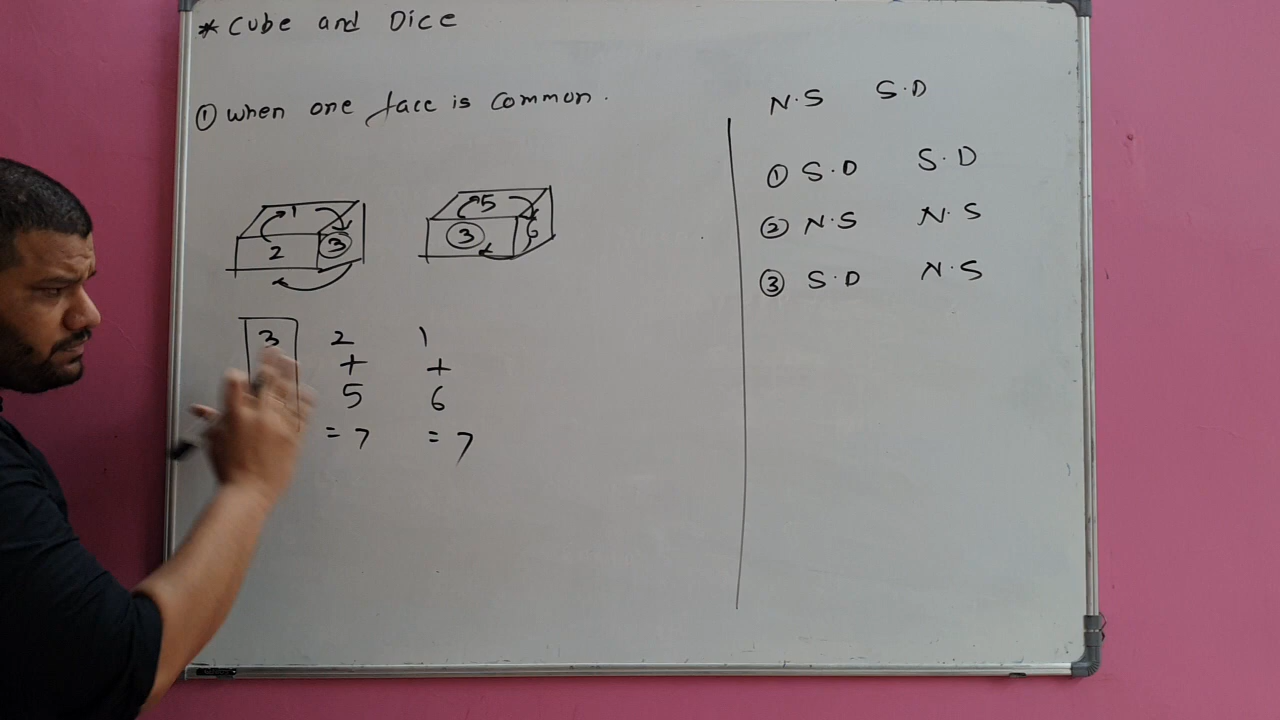 * Cube and Dice
① When one face is common.
1
2 3
5
3 6
3 2 1
+ +
5 6
= 7 = 7
N.S S.D
① S.D S.D
② N.S N.S
③ S.D N.S